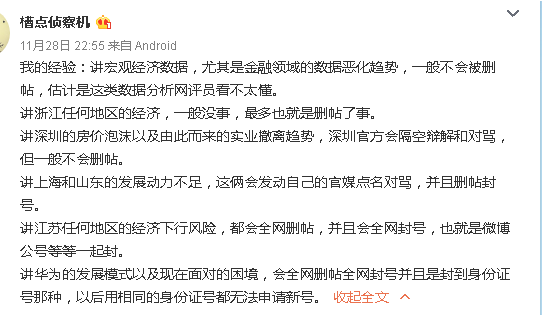 槽点侦察机
11月28日 22:55 来自 Android
我的经验：讲宏观经济数据，尤其是金融领域的数据恶化趋势，一般不会被删
帖，估计是这类数据分析网评员看不太懂。
讲浙江任何地区的经济，一般没事，最多也就是删帖了事。
讲深圳的房价泡沫以及由此而来的实业撤离趋势，深圳官方会隔空辩解和对骂，
但一般不会删帖。
讲上海和山东的发展动力不足，这俩会发动自己的官媒点名对骂，并且删帖封
号。
讲江苏任何地区的经济下行风险，都会全网删帖，并且会全网封号，也就是微博
公号等等一起封。
讲华为的发展模式以及现在面对的困境，会全网删帖全网封号并且是封到身份证
号那种，以后用相同的身份证号都无法申请新号。 收起全文